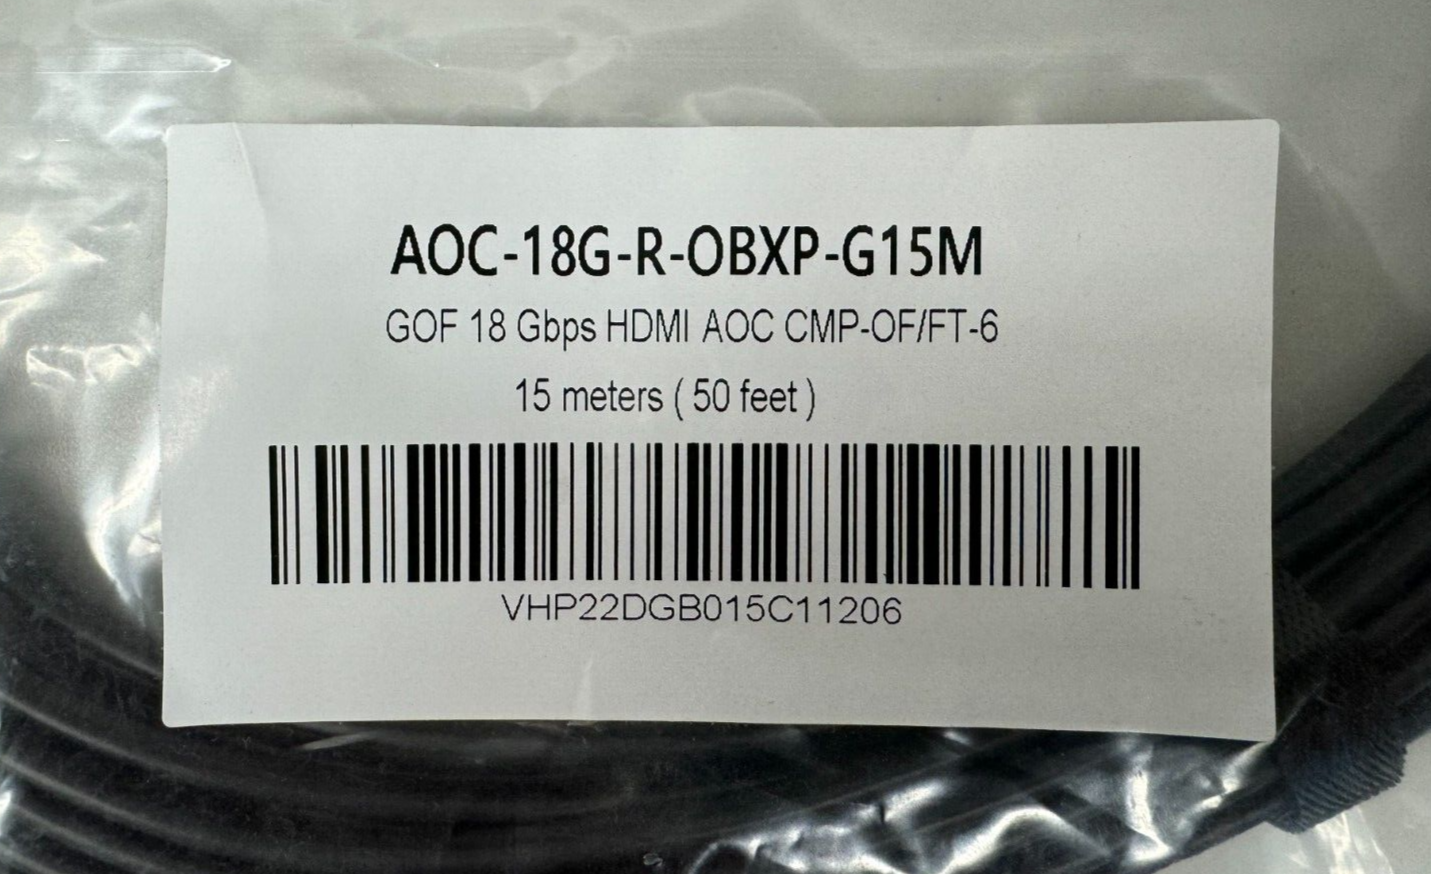 AOC-18G-R-OBXP-G15M
GOF 18 Gbps HDMI AOC CMP-OF/FT-6
15 meters ( 50 feet )
VHP22DGB015C11206